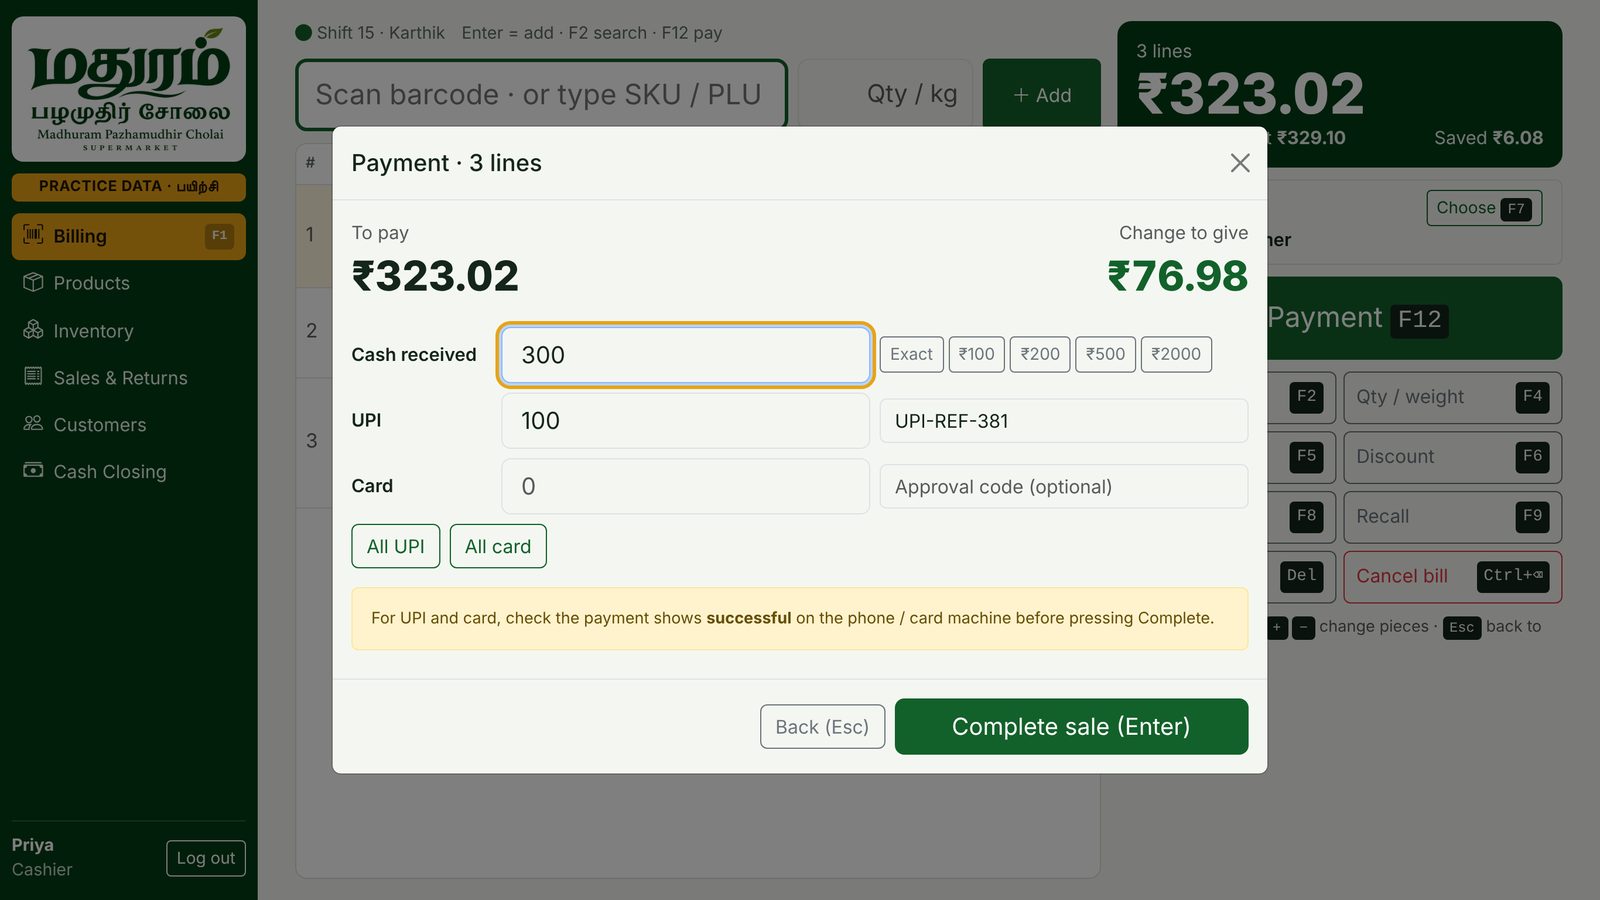 மதுரம்
பழமுதிர் சோலை
Madhuram Pazhamudhir Cholai
SUPERMARKET
PRACTICE DATA · பயிற்சி
Billing F1
Products
Inventory
Sales & Returns
Customers
Cash Closing
Priya
Cashier
Log out
Shift 15 · Karthik Enter = add · F2 search · F12 pay
Scan barcode · or type SKU / PLU
Qty / kg
+ Add
#
1
2
3
3 lines
₹323.02
₹329.10
Saved ₹6.08
Choose F7
Payment F12
F2
Qty / weight F4
F5
Discount F6
F8
Recall F9
Del
Cancel bill Ctrl+⌫
+ − change pieces · Esc back to
Payment · 3 lines
To pay
₹323.02
Change to give
₹76.98
Cash received
300
Exact
₹100
₹200
₹500
₹2000
UPI
100
UPI-REF-381
Card
0
Approval code (optional)
All UPI
All card
For UPI and card, check the payment shows successful on the phone / card machine before pressing Complete.
Back (Esc)
Complete sale (Enter)